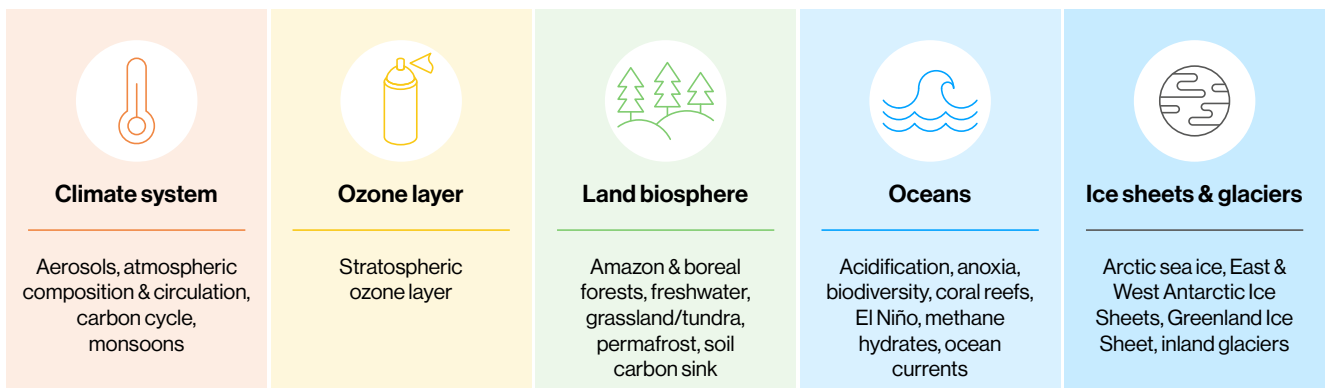 Climate system
Aerosols, atmospheric
composition & circulation,
carbon cycle,
monsoons
Ozone layer
Stratospheric
ozone layer
Land biosphere
Amazon & boreal
forests, freshwater,
grassland/tundra,
permafrost, soil
carbon sink
Oceans
Acidification, anoxia,
biodiversity, coral reefs,
El Niño, methane
hydrates, ocean
currents
Ice sheets & glaciers
Arctic sea ice, East &
West Antarctic Ice
Sheets, Greenland Ice
Sheet, inland glaciers